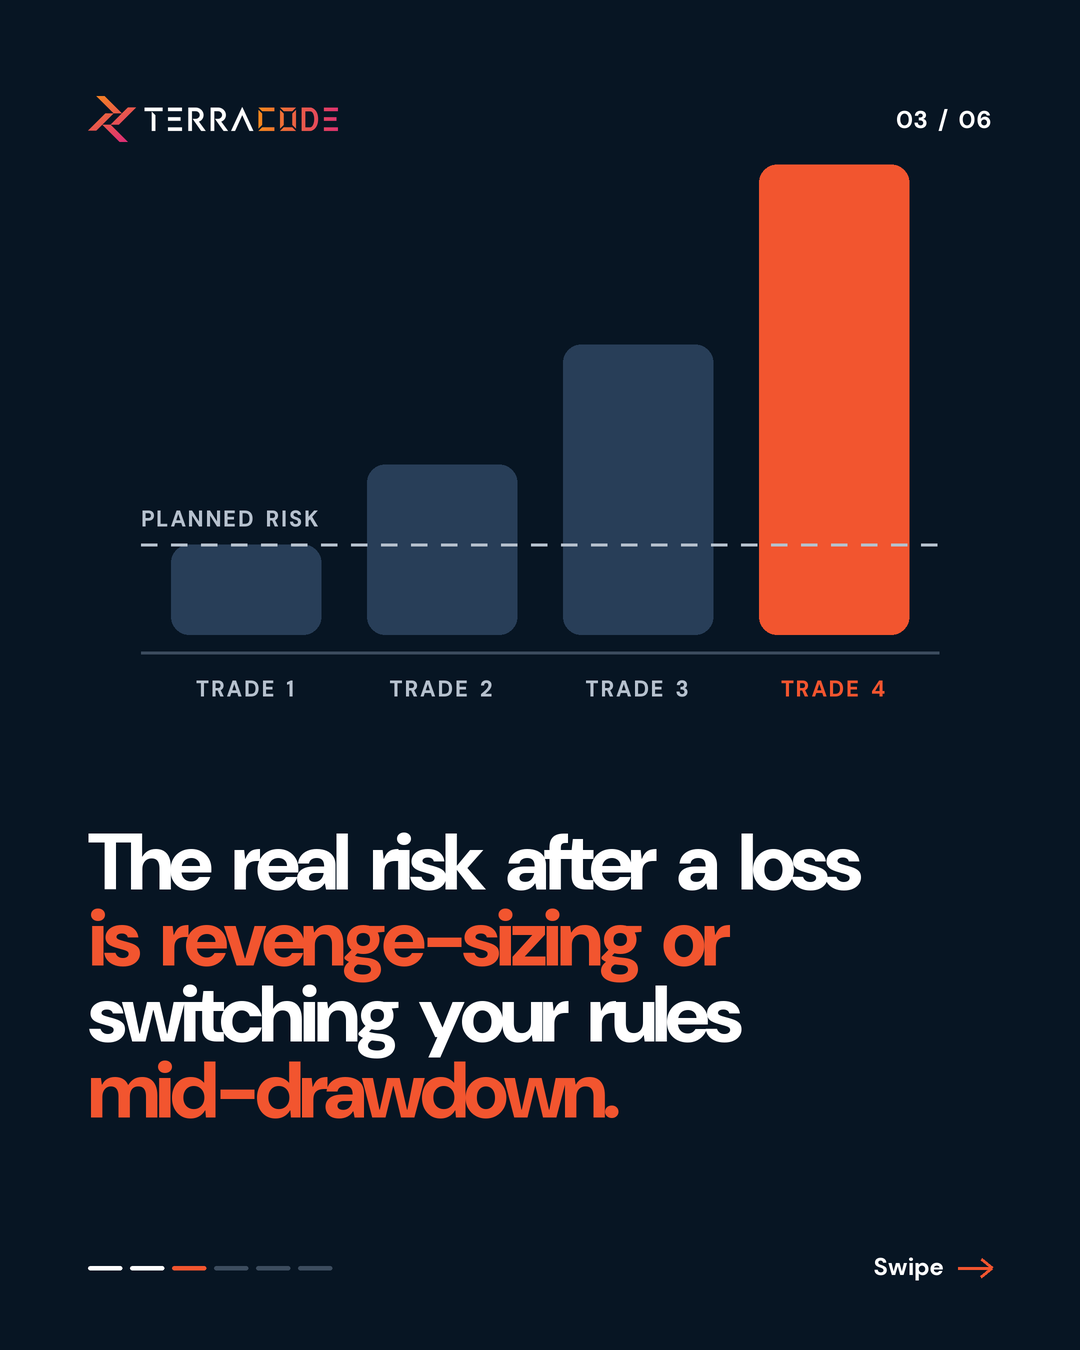 TERRACODE
03 / 06
PLANNED RISK
TRADE 1
TRADE 2
TRADE 3
TRADE 4
The real risk after a loss
is revenge-sizing or
switching your rules
mid-drawdown.
Swipe